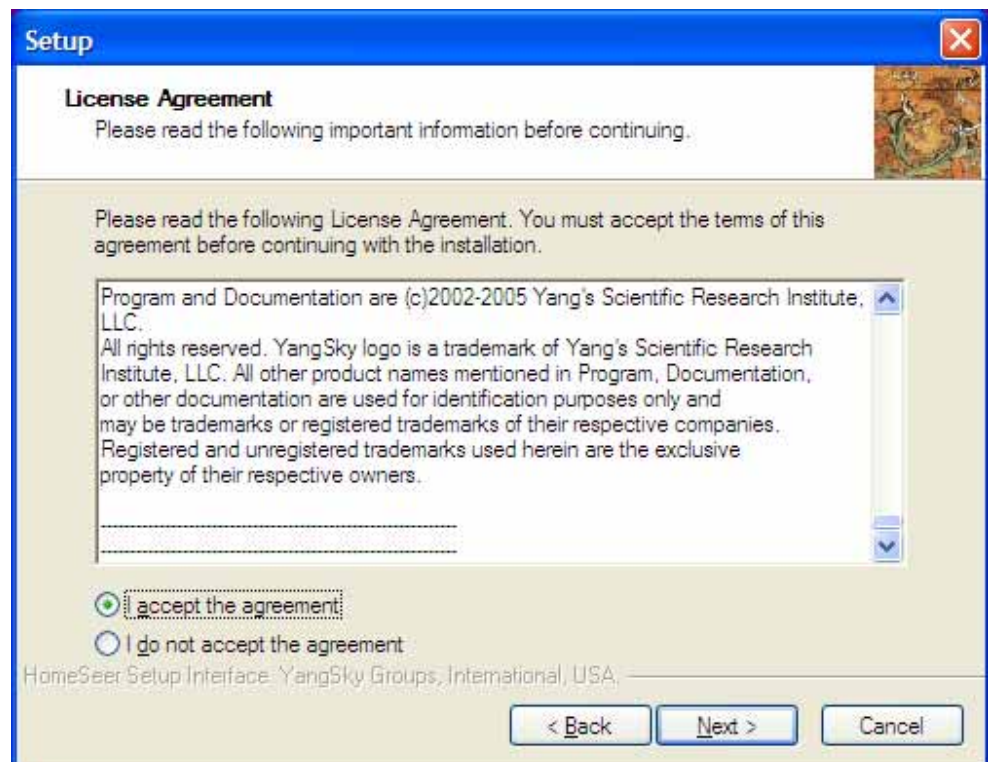 Setup
License Agreement
Please read the following important information before continuing.
Please read the following License Agreement. You must accept the terms of this
agreement before continuing with the installation.
Program and Documentation are (c)2002-2005 Yang's Scientific Research Institute,
LLC.
All rights reserved. YangSky logo is a trademark of Yang's Scientific Research
Institute, LLC. All other product names mentioned in Program, Documentation,
or other documentation are used for identification purposes only and
may be trademarks or registered trademarks of their respective companies.
Registered and unregistered trademarks used herein are the exclusive
property of their respective owners.
I accept the agreement
I do not accept the agreement
HomeSeer Setup Interface. YangSky Groups, International, USA.
< Back
Next >
Cancel